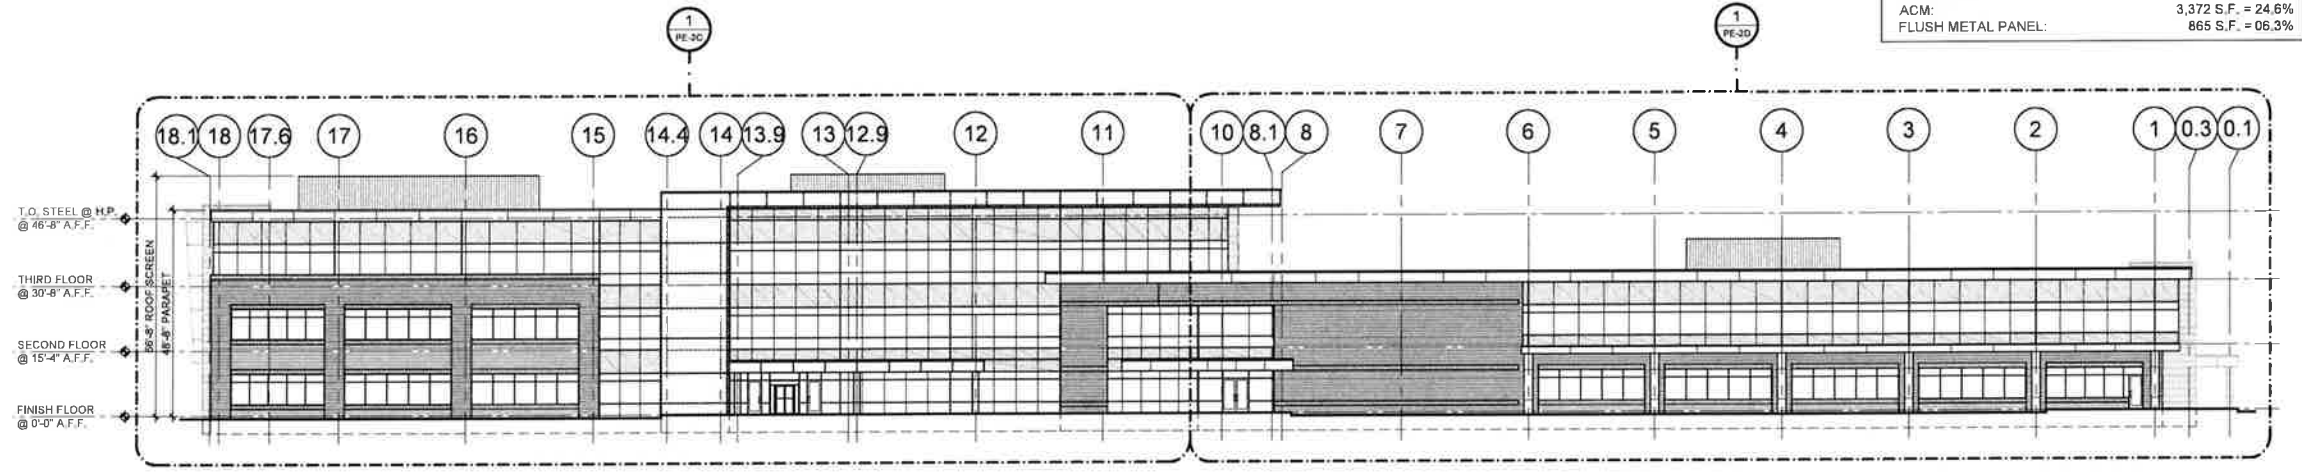 ACM: 3,372 S.F. = 24.6%
FLUSH METAL PANEL: 865 S.F. = 06.3%
1
PE-2C
1
PE-2D
18.1 18 17.6 17 16 15 14.4 14 13.9 13 12.9 12 11 10 8.1 8 7 6 5 4 3 2 1 0.3 0.1
T.O. STEEL @ H.P.
@ 46'-8" A.F.F.
THIRD FLOOR
@ 30'-8" A.F.F.
SECOND FLOOR
@ 15'-4" A.F.F.
FINISH FLOOR
@ 0'-0" A.F.F.
56'-8" ROOF SCREEN
48'-8" PARAPET